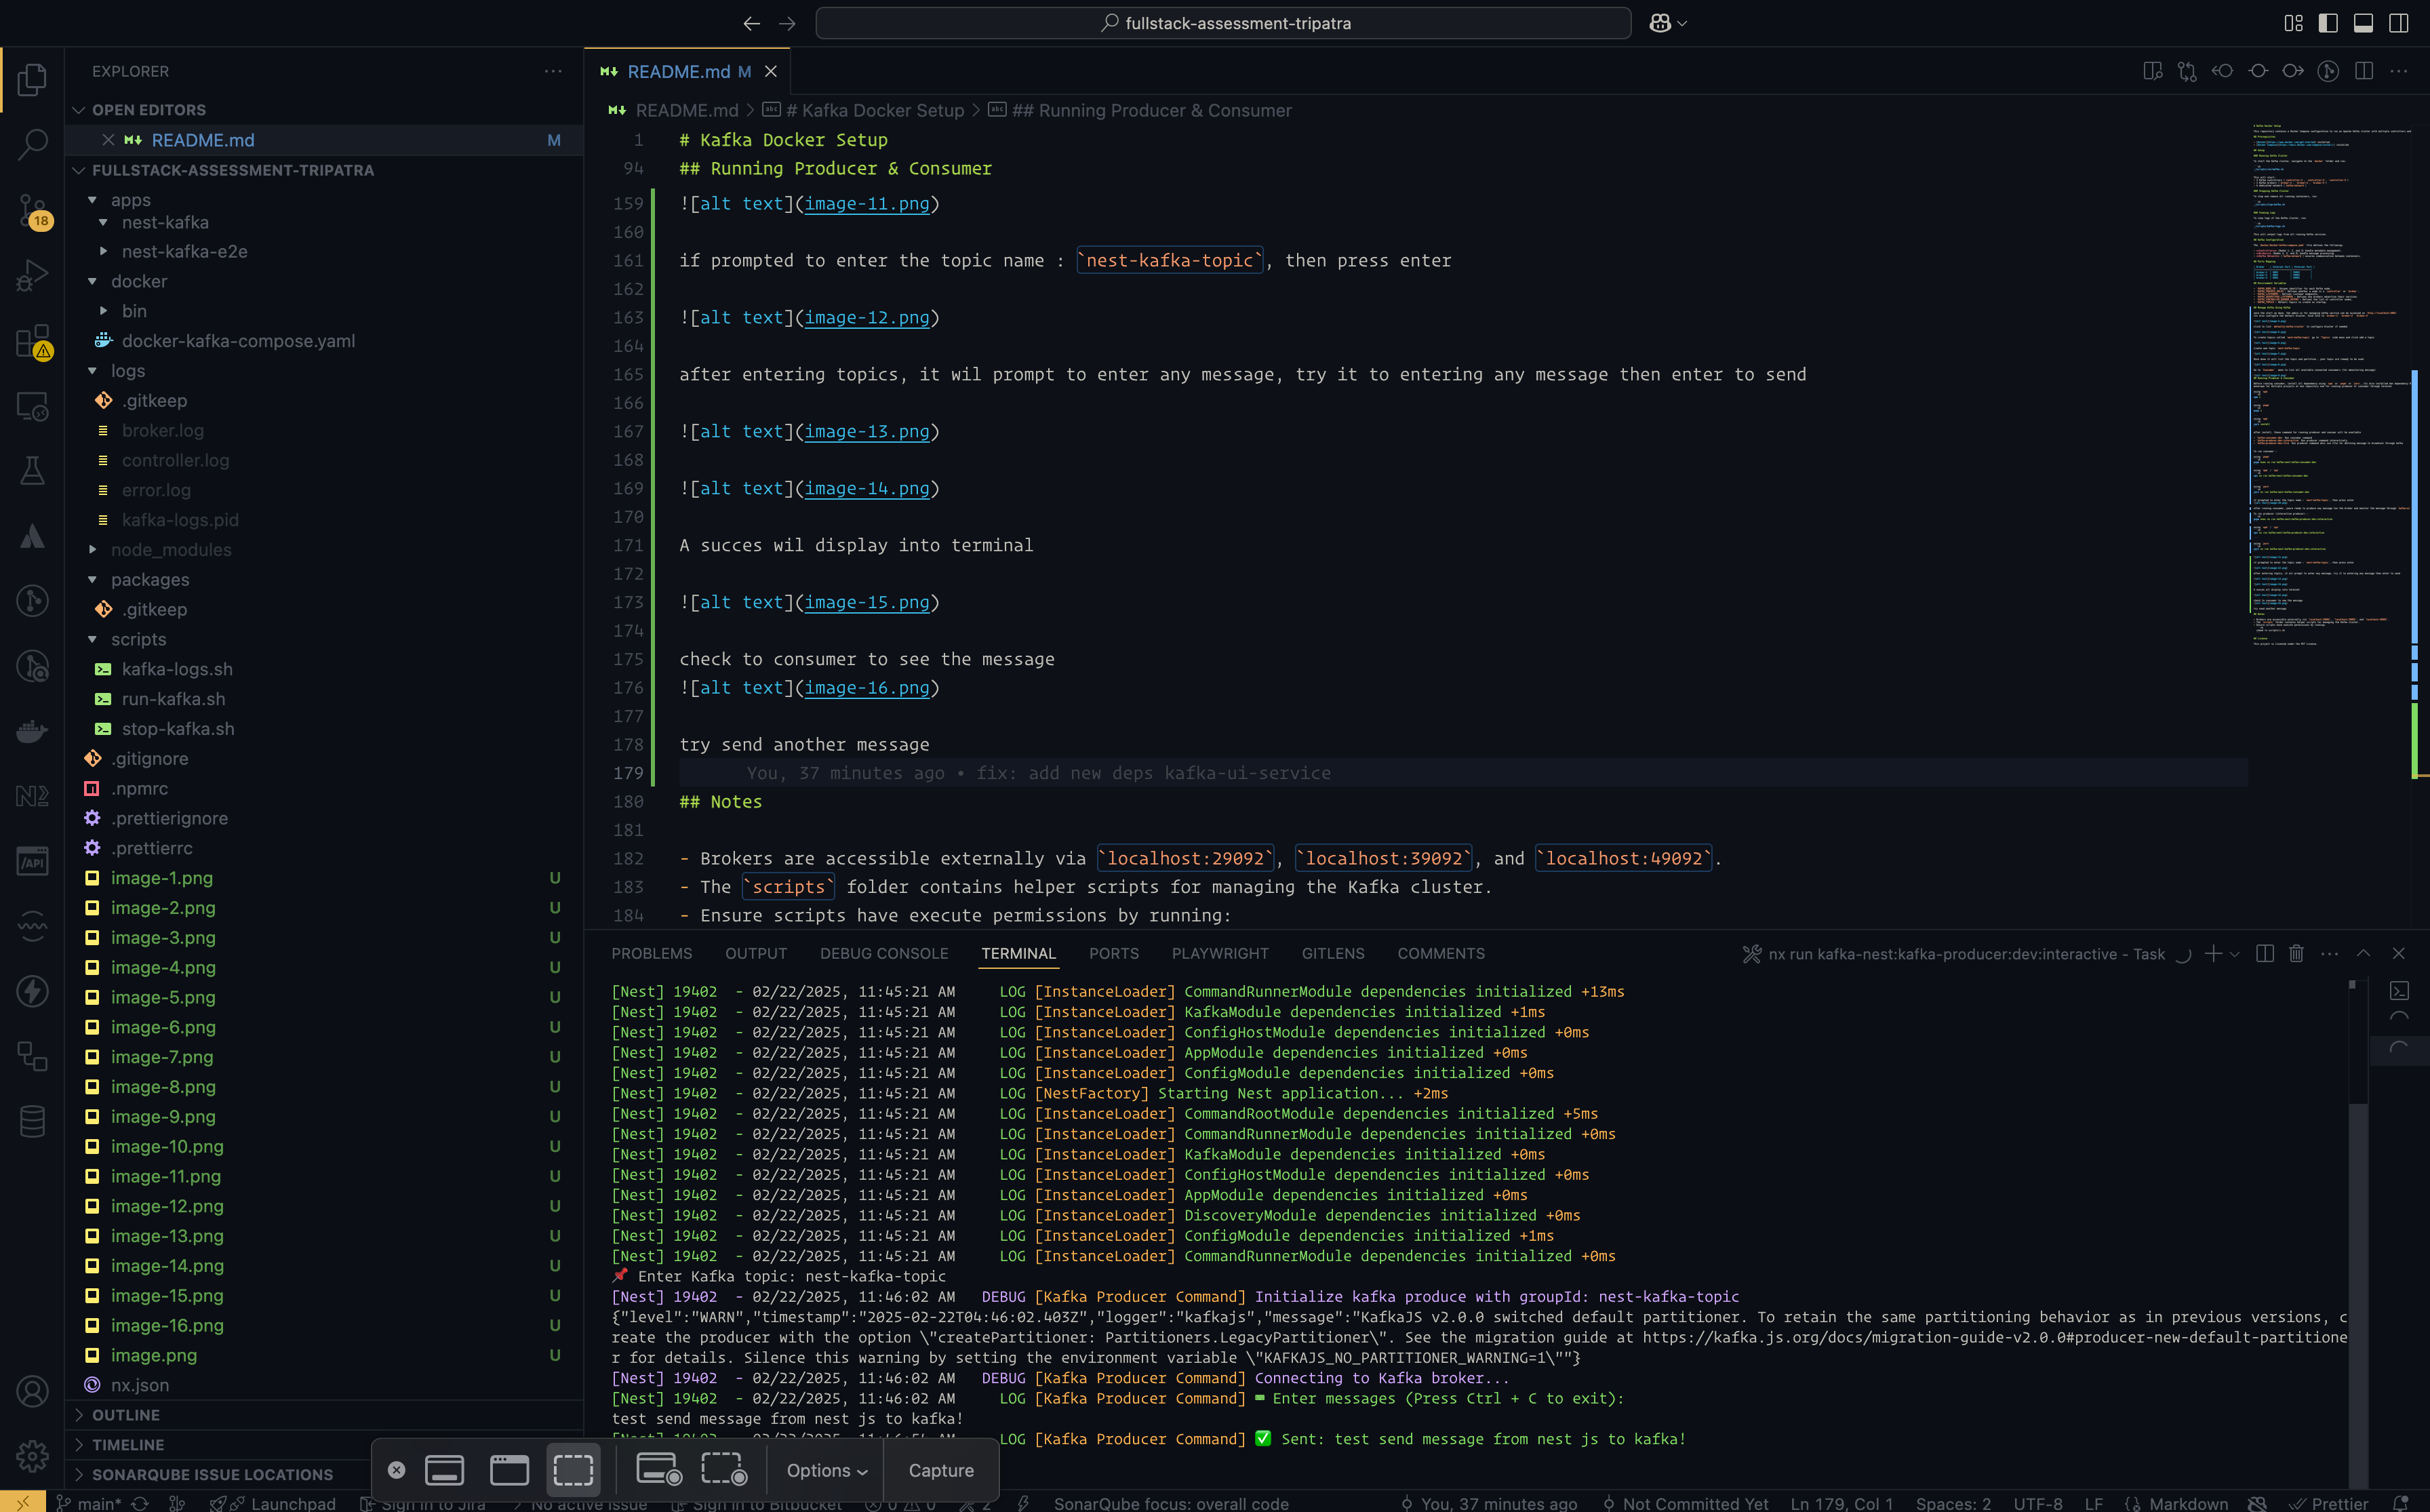 fullstack-assessment-tripatra
EXPLORER
OPEN EDITORS
README.md M
FULLSTACK-ASSESSMENT-TRIPATRA
apps
nest-kafka
nest-kafka-e2e
docker
bin
docker-kafka-compose.yaml
logs
.gitkeep
broker.log
controller.log
error.log
kafka-logs.pid
node_modules
packages
.gitkeep
scripts
kafka-logs.sh
run-kafka.sh
stop-kafka.sh
.gitignore
.npmrc
.prettierignore
.prettierrc
image-1.png U
image-2.png U
image-3.png U
image-4.png U
image-5.png U
image-6.png U
image-7.png U
image-8.png U
image-9.png U
image-10.png U
image-11.png U
image-12.png U
image-13.png U
image-14.png U
image-15.png U
image-16.png U
image.png U
nx.json
OUTLINE
TIMELINE
SONARQUBE ISSUE LOCATIONS
18
/API
README.md M
README.md > # Kafka Docker Setup > ## Running Producer & Consumer
1 # Kafka Docker Setup
94 ## Running Producer & Consumer
159 ![alt text](image-11.png)
160
161 if prompted to enter the topic name : `nest-kafka-topic`, then press enter
162
163 ![alt text](image-12.png)
164
165 after entering topics, it wil prompt to enter any message, try it to entering any message then enter to send
166
167 ![alt text](image-13.png)
168
169 ![alt text](image-14.png)
170
171 A succes wil display into terminal
172
173 ![alt text](image-15.png)
174
175 check to consumer to see the message
176 ![alt text](image-16.png)
177
178 try send another message
179 You, 37 minutes ago • fix: add new deps kafka-ui-service
180 ## Notes
181
182 - Brokers are accessible externally via `localhost:29092`, `localhost:39092`, and `localhost:49092`.
183 - The `scripts` folder contains helper scripts for managing the Kafka cluster.
184 - Ensure scripts have execute permissions by running:
PROBLEMS OUTPUT DEBUG CONSOLE TERMINAL PORTS PLAYWRIGHT GITLENS COMMENTS
nx run kafka-nest:kafka-producer:dev:interactive - Task
[Nest] 19402 - 02/22/2025, 11:45:21 AM LOG [InstanceLoader] CommandRunnerModule dependencies initialized +13ms
[Nest] 19402 - 02/22/2025, 11:45:21 AM LOG [InstanceLoader] KafkaModule dependencies initialized +1ms
[Nest] 19402 - 02/22/2025, 11:45:21 AM LOG [InstanceLoader] ConfigHostModule dependencies initialized +0ms
[Nest] 19402 - 02/22/2025, 11:45:21 AM LOG [InstanceLoader] AppModule dependencies initialized +0ms
[Nest] 19402 - 02/22/2025, 11:45:21 AM LOG [InstanceLoader] ConfigModule dependencies initialized +0ms
[Nest] 19402 - 02/22/2025, 11:45:21 AM LOG [NestFactory] Starting Nest application... +2ms
[Nest] 19402 - 02/22/2025, 11:45:21 AM LOG [InstanceLoader] CommandRootModule dependencies initialized +5ms
[Nest] 19402 - 02/22/2025, 11:45:21 AM LOG [InstanceLoader] CommandRunnerModule dependencies initialized +0ms
[Nest] 19402 - 02/22/2025, 11:45:21 AM LOG [InstanceLoader] KafkaModule dependencies initialized +0ms
[Nest] 19402 - 02/22/2025, 11:45:21 AM LOG [InstanceLoader] ConfigHostModule dependencies initialized +0ms
[Nest] 19402 - 02/22/2025, 11:45:21 AM LOG [InstanceLoader] AppModule dependencies initialized +0ms
[Nest] 19402 - 02/22/2025, 11:45:21 AM LOG [InstanceLoader] DiscoveryModule dependencies initialized +0ms
[Nest] 19402 - 02/22/2025, 11:45:21 AM LOG [InstanceLoader] ConfigModule dependencies initialized +1ms
[Nest] 19402 - 02/22/2025, 11:45:21 AM LOG [InstanceLoader] CommandRunnerModule dependencies initialized +0ms
📌 Enter Kafka topic: nest-kafka-topic
[Nest] 19402 - 02/22/2025, 11:46:02 AM DEBUG [Kafka Producer Command] Initialize kafka produce with groupId: nest-kafka-topic
{"level":"WARN","timestamp":"2025-02-22T04:46:02.403Z","logger":"kafkajs","message":"KafkaJS v2.0.0 switched default partitioner. To retain the same partitioning behavior as in previous versions, c
reate the producer with the option \"createPartitioner: Partitioners.LegacyPartitioner\". See the migration guide at https://kafka.js.org/docs/migration-guide-v2.0.0#producer-new-default-partitione
r for details. Silence this warning by setting the environment variable \"KAFKAJS_NO_PARTITIONER_WARNING=1\""}
[Nest] 19402 - 02/22/2025, 11:46:02 AM DEBUG [Kafka Producer Command] Connecting to Kafka broker...
[Nest] 19402 - 02/22/2025, 11:46:02 AM LOG [Kafka Producer Command] ⌨ Enter messages (Press Ctrl + C to exit):
test send message from nest js to kafka!
LOG [Kafka Producer Command] ✅ Sent: test send message from nest js to kafka!
Options Capture
main* Launchpad Sign in to Jira No active issue Sign in to Bitbucket 0 0 2 SonarQube focus: overall code You, 37 minutes ago Not Committed Yet Ln 179, Col 1 Spaces: 2 UTF-8 LF Markdown Prettier